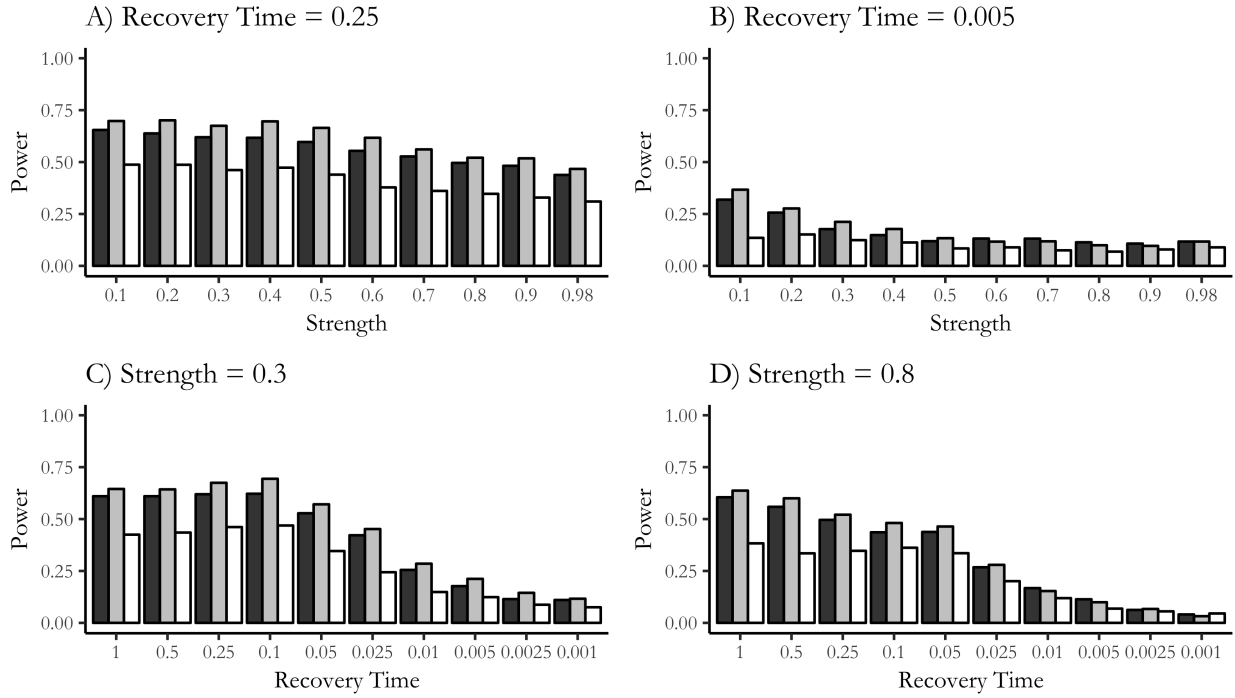 A) Recovery Time = 0.25
1.00
0.75
0.50
0.25
0.00
Power
0.1 0.2 0.3 0.4 0.5 0.6 0.7 0.8 0.9 0.98
Strength
B) Recovery Time = 0.005
1.00
0.75
0.50
0.25
0.00
Power
0.1 0.2 0.3 0.4 0.5 0.6 0.7 0.8 0.9 0.98
Strength
C) Strength = 0.3
1.00
0.75
0.50
0.25
0.00
Power
1 0.5 0.25 0.1 0.05 0.025 0.01 0.005 0.0025 0.001
Recovery Time
D) Strength = 0.8
1.00
0.75
0.50
0.25
0.00
Power
1 0.5 0.25 0.1 0.05 0.025 0.01 0.005 0.0025 0.001
Recovery Time